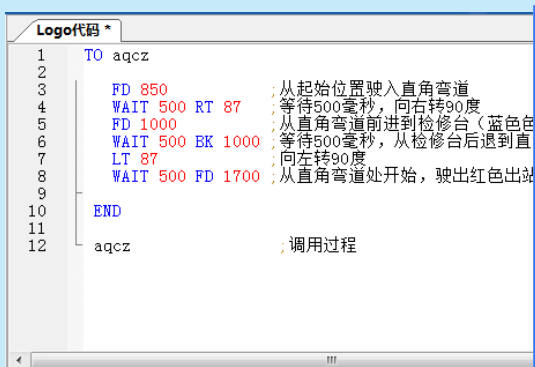 Logo代码 *
1 TO aqcz
2
3 FD 850 ;从起始位置驶入直角弯道
4 WAIT 500 RT 87 ;等待500毫秒，向右转90度
5 FD 1000 ;从直角弯道前进到检修台（蓝色
6 WAIT 500 BK 1000 ;等待500毫秒，从检修台后退到直
7 LT 87 ;向左转90度
8 WAIT 500 FD 1700 ;从直角弯道处开始，驶出红色出站
9
10 END
11
12 aqcz ;调用过程